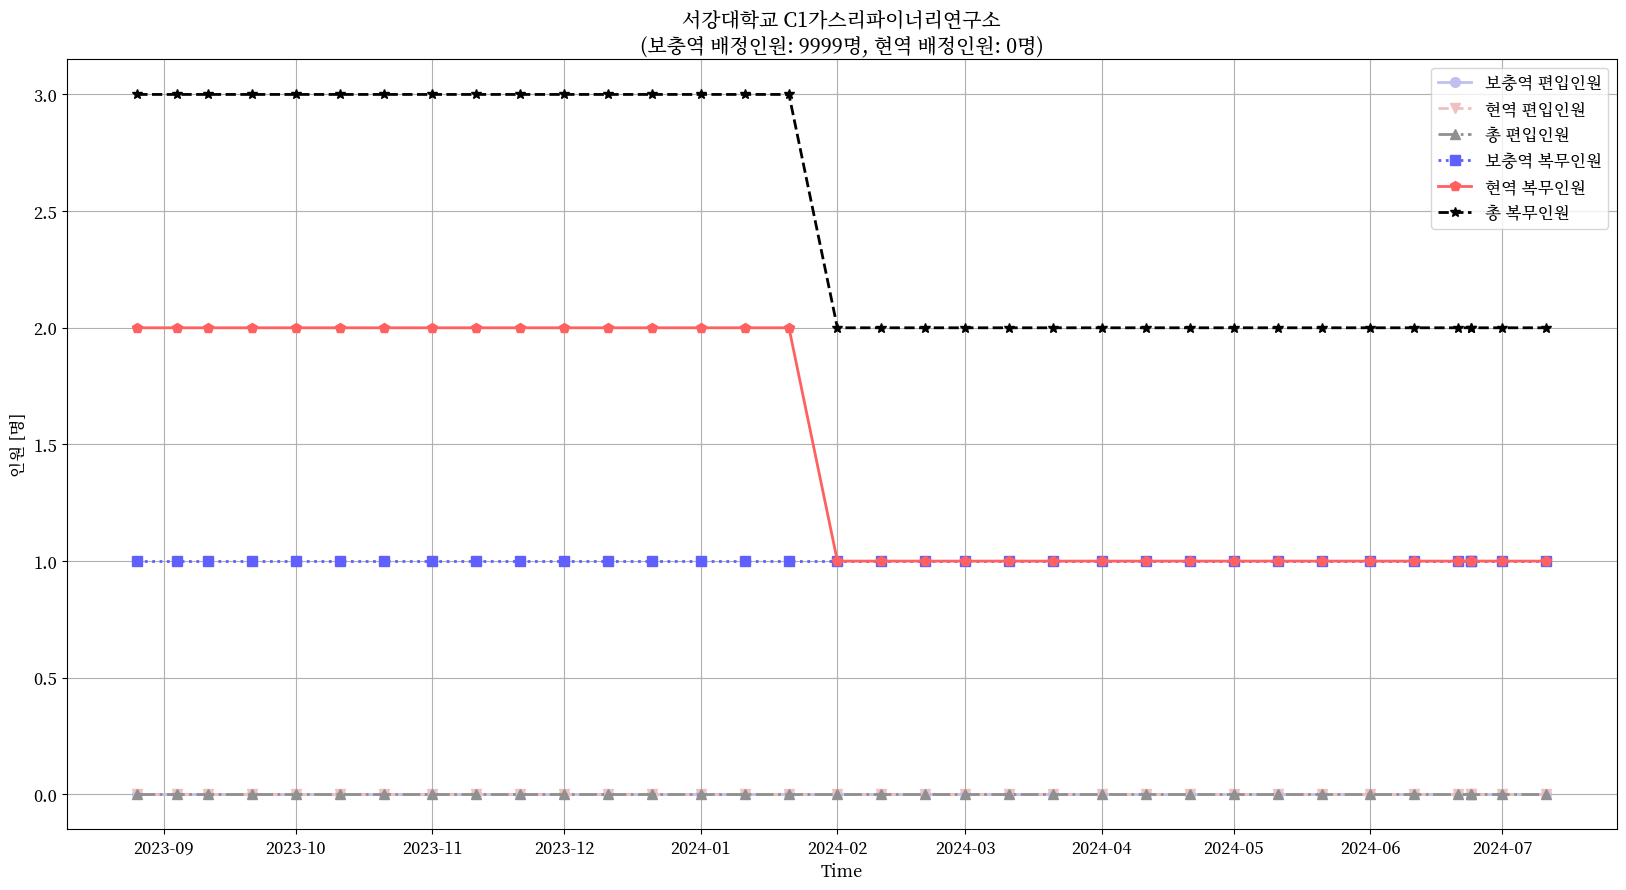 서강대학교 C1가스리파이너리연구소
(보충역 배정인원: 9999명, 현역 배정인원: 0명)
보충역 편입인원
현역 편입인원
총 편입인원
보충역 복무인원
현역 복무인원
총 복무인원
인원 [명]
3.0
2.5
2.0
1.5
1.0
0.5
0.0
2023-09 2023-10 2023-11 2023-12 2024-01 2024-02 2024-03 2024-04 2024-05 2024-06 2024-07
Time